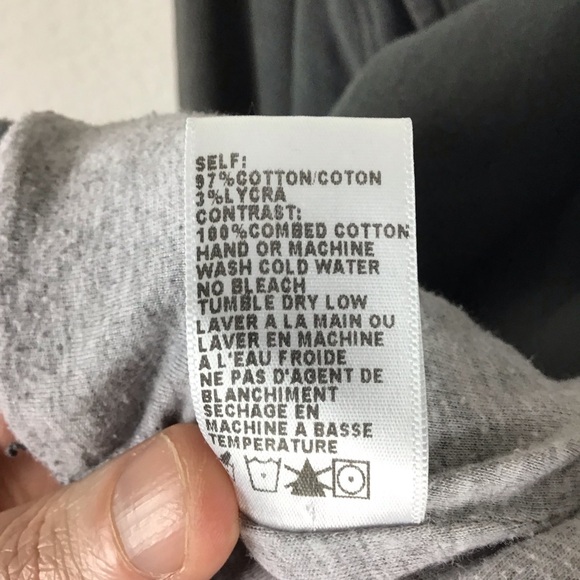 SELF:
97%COTTON/COTON
3%LYCRA
CONTRAST:
100%COMBED COTTON
HAND OR MACHINE
WASH COLD WATER
NO BLEACH
TUMBLE DRY LOW
LAVER A LA MAIN OU
LAVER EN MACHINE
A L'EAU FROIDE
NE PAS D'AGENT DE
BLANCHIMENT
SECHAGE EN
MACHINE A BASSE
TEMPERATURE